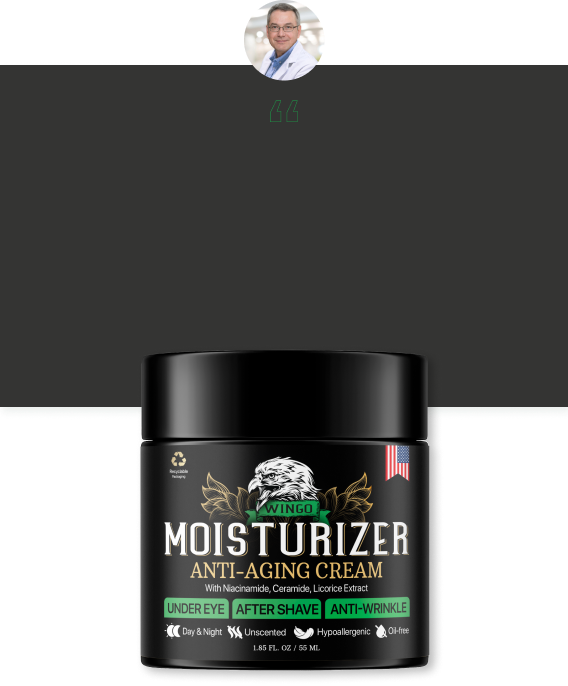 “
Recyclable
Packaging
WINGO
MOISTURIZER
ANTI-AGING CREAM
With Niacinamide, Ceramide, Licorice Extract
UNDER EYE AFTER SHAVE ANTI-WRINKLE
Day & Night Unscented Hypoallergenic Oil-free
1.85 FL. OZ / 55 ML